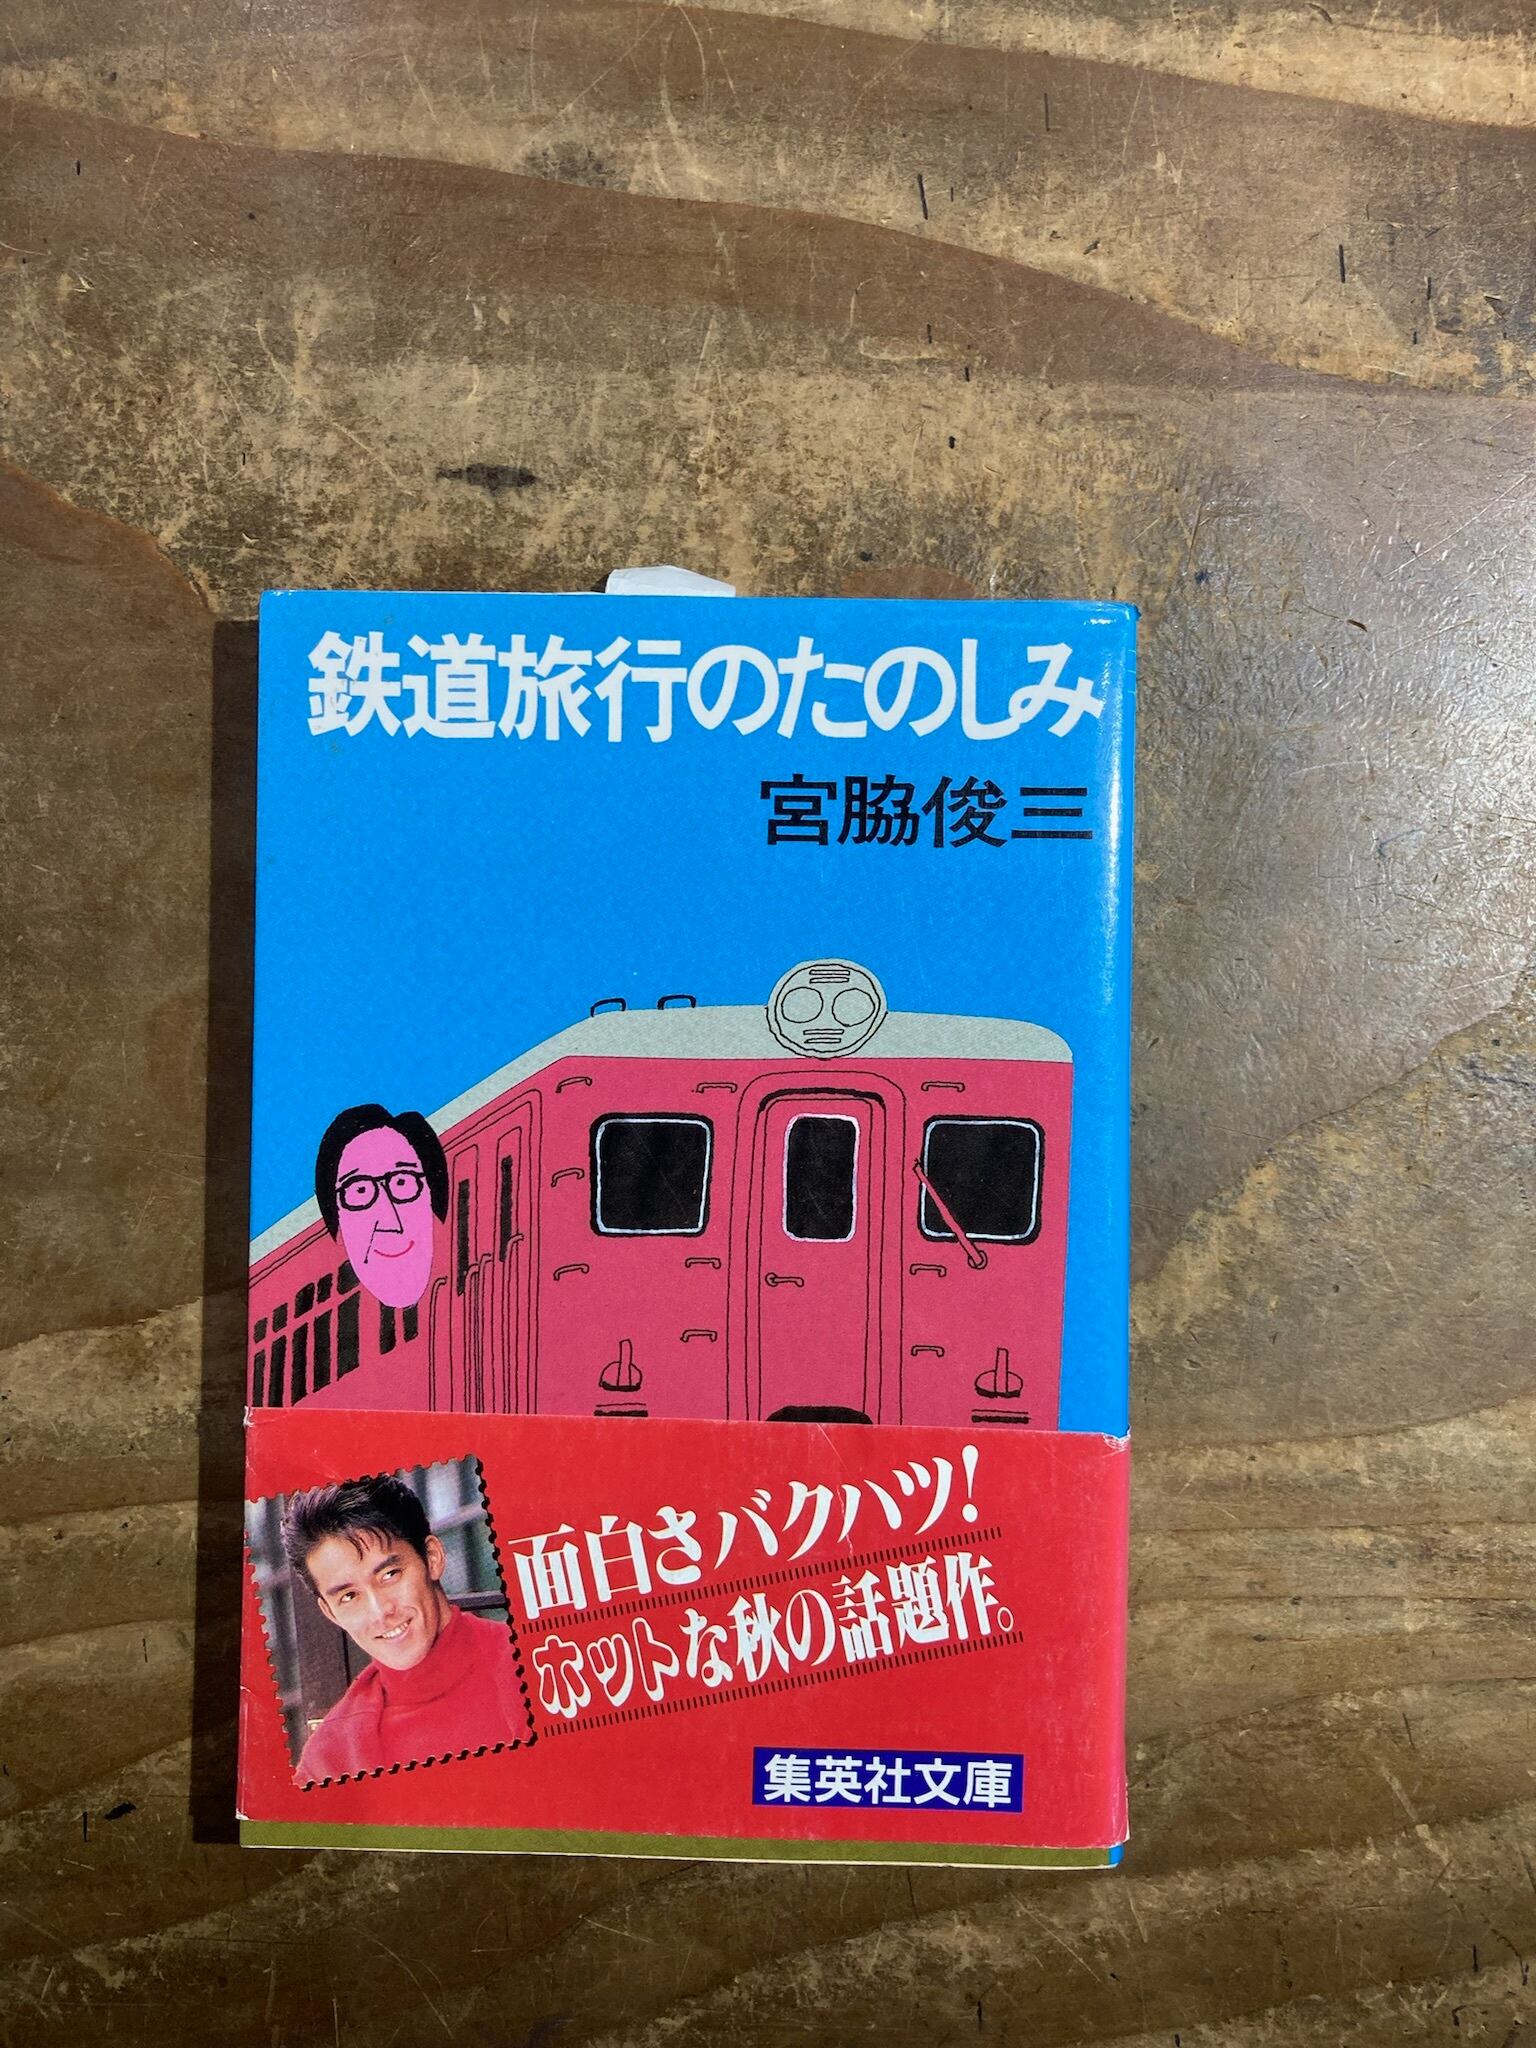 鉄道旅行のたのしみ
宮脇俊三
面白さバクハツ!
ホットな秋の話題作。
集英社文庫